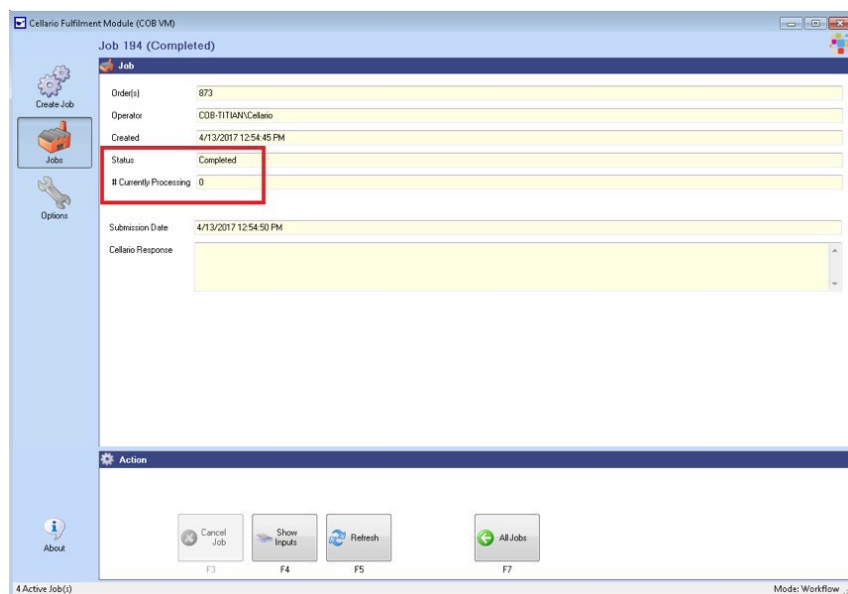 Cellario Fulfilment Module (COB VM)
Job 194 (Completed)
Create Job
Jobs
Options
About
Job
Order(s) 873
Operator COB-TITIAN\Cellario
Created 4/13/2017 12:54:45 PM
Status Completed
# Currently Processing 0
Submission Date 4/13/2017 12:54:50 PM
Cellario Response
Action
Cancel Job
Show Inputs
Refresh
All Jobs
F3 F4 F5 F7
4 Active Job(s) Mode: Workflow